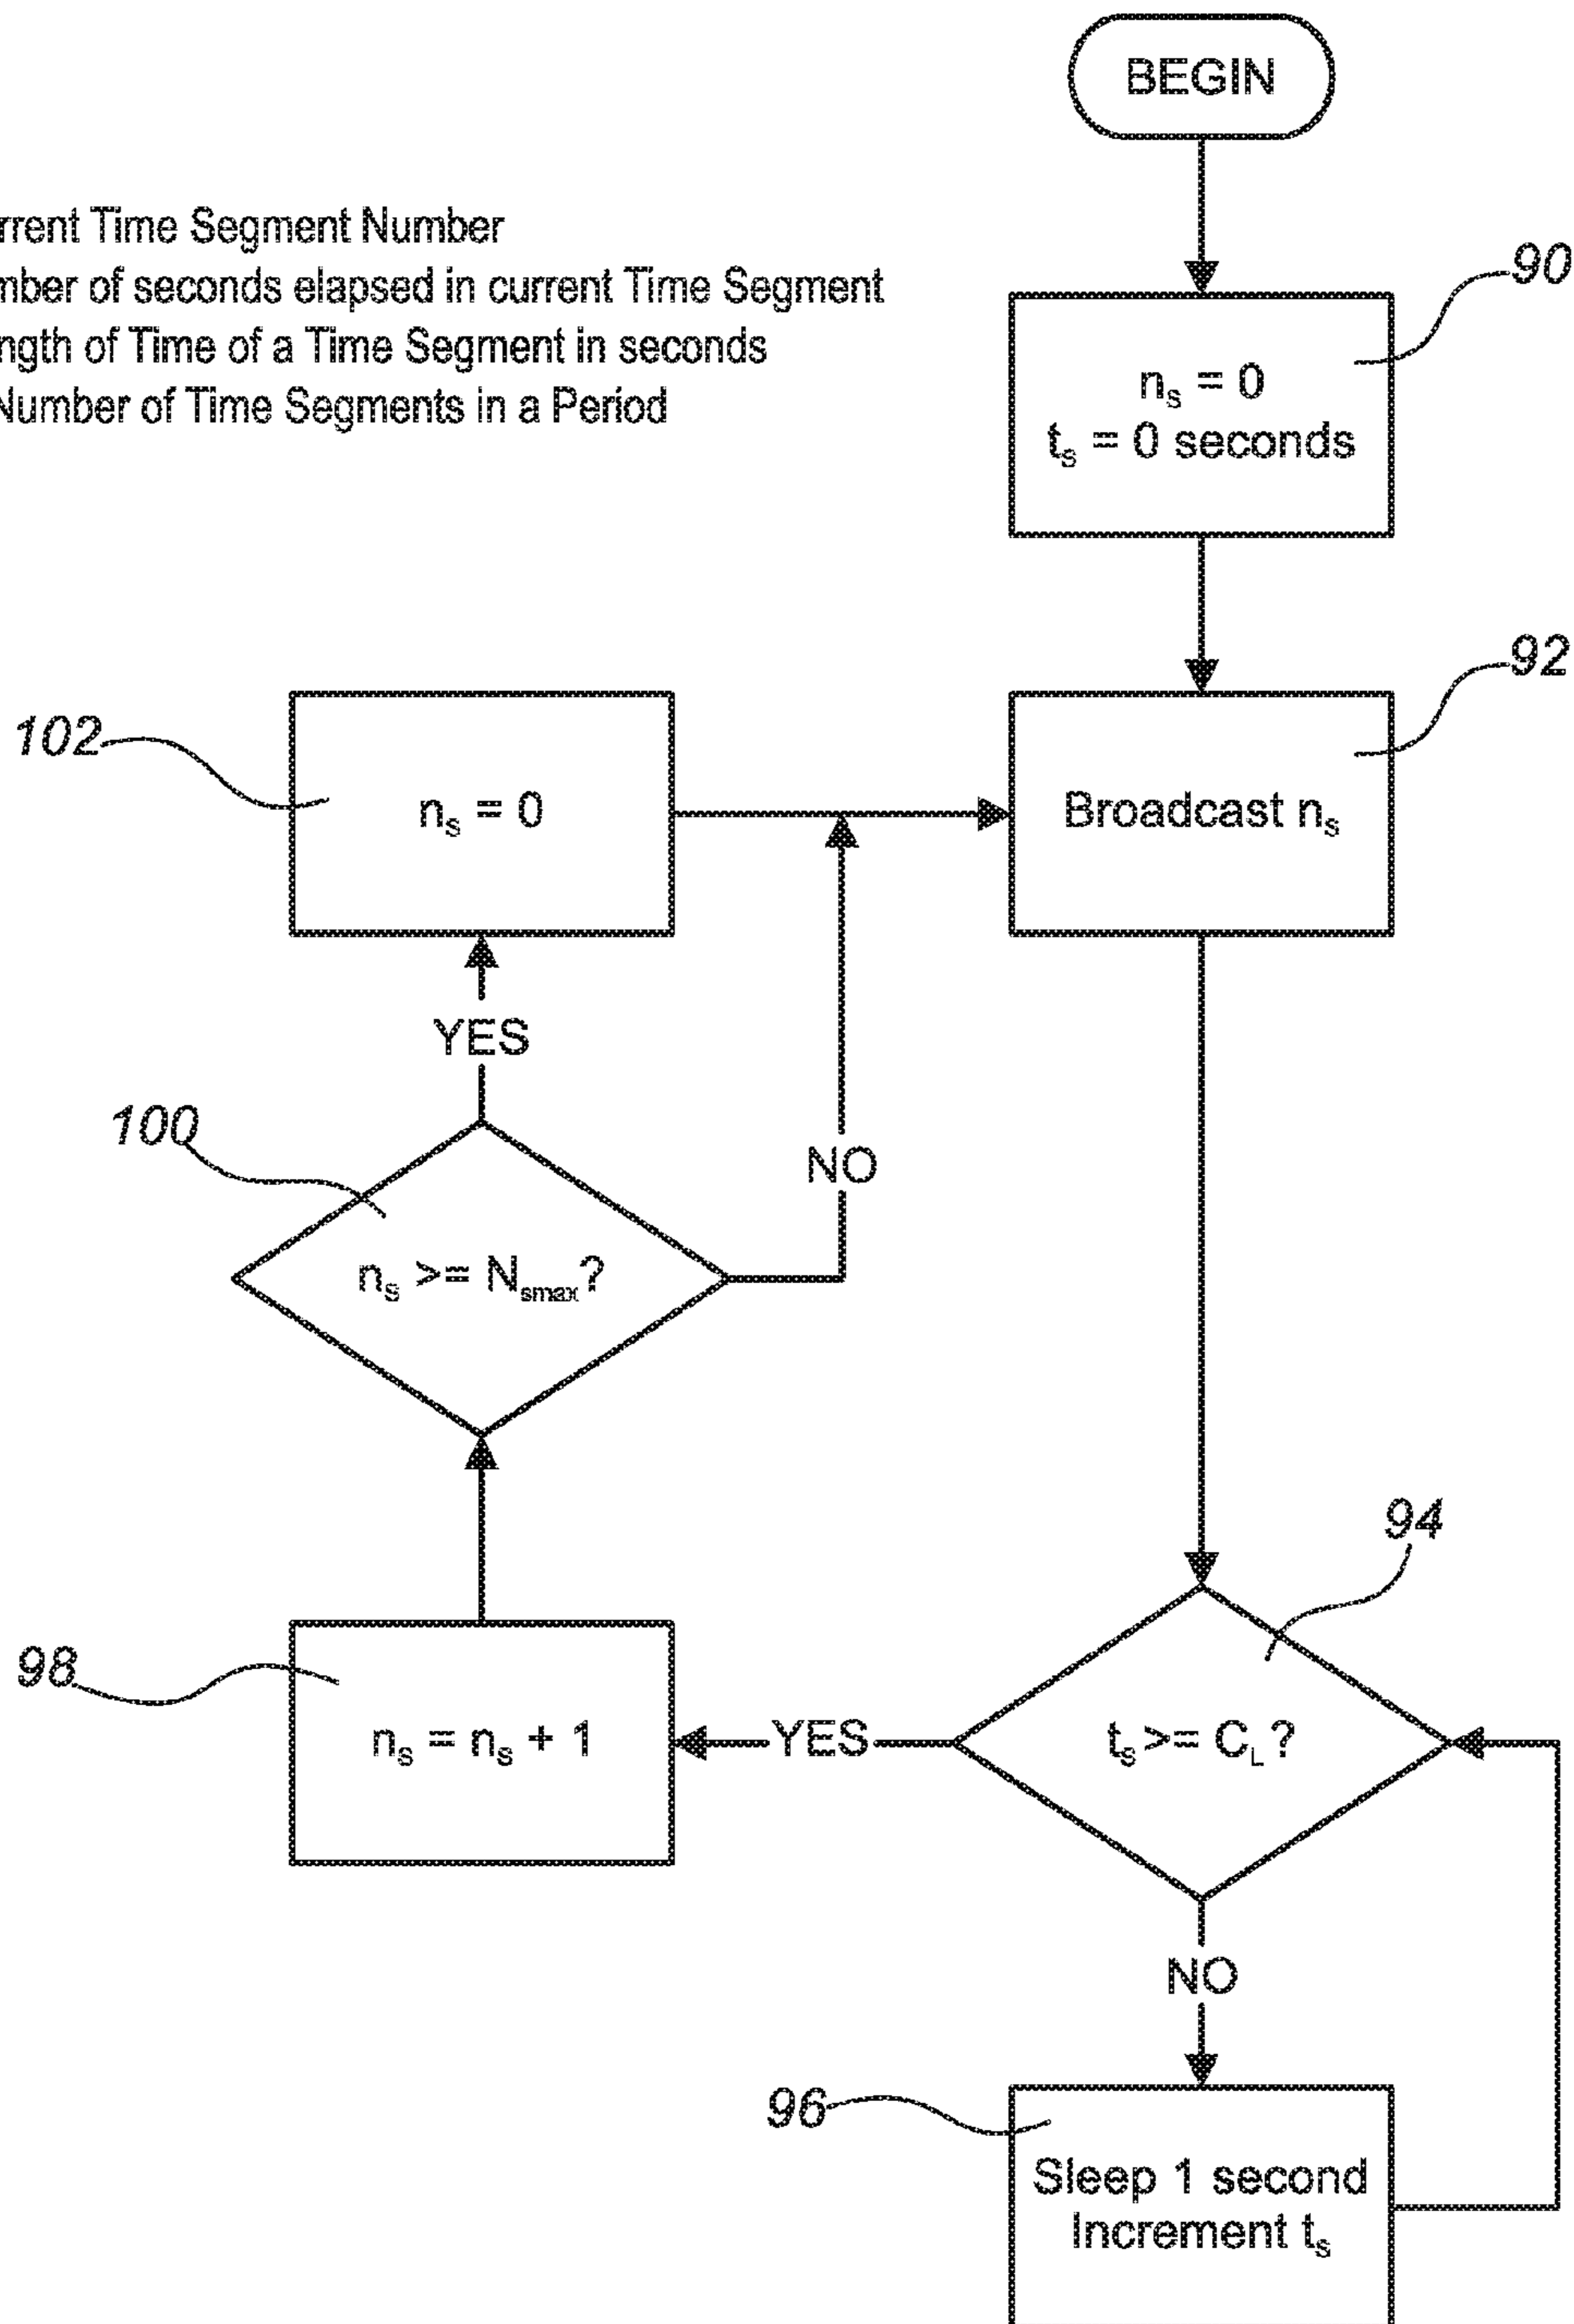 BEGIN
rrent Time Segment Number
mber of seconds elapsed in current Time Segment
ngth of Time of a Time Segment in seconds
Number of Time Segments in a Period
90
nₛ = 0
tₛ = 0 seconds
92
102
nₛ = 0
Broadcast nₛ
YES
100
NO
nₛ >= Nₛₘₐₓ?
94
98
nₛ = nₛ + 1
YES
tₛ >= C_L?
NO
96
Sleep 1 second
Increment tₛ